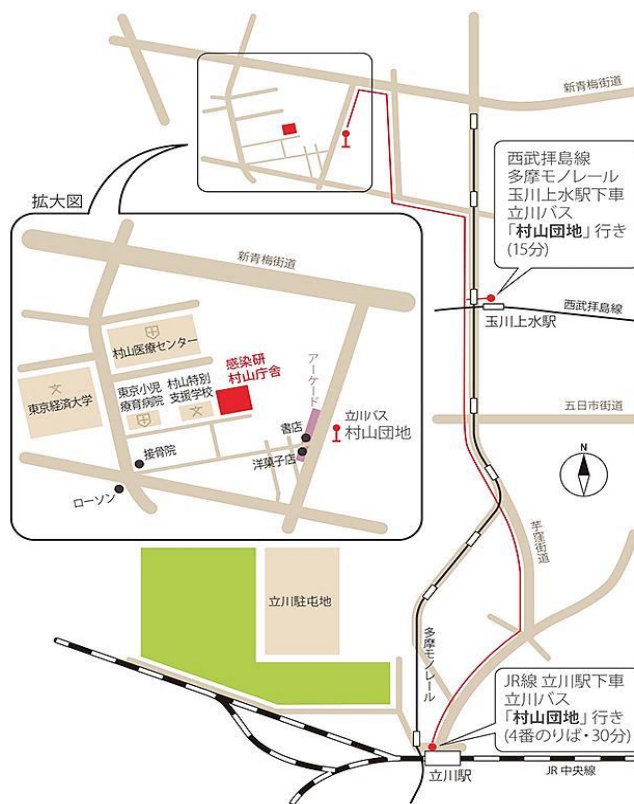 新青梅街道
西武拝島線
多摩モノレール
玉川上水駅下車
立川バス
「村山団地」行き
(15分)
拡大図
新青梅街道
村山医療センター
東京経済大学
東京小児
療育病院
村山特別
支援学校
感染研
村山庁舎
アーケード
立川バス
村山団地
書店
洋菓子店
接骨院
ローソン
西武拝島線
玉川上水駅
五日市街道
N
芋窪街道
立川駐屯地
多摩モノレール
JR線 立川駅下車
立川バス
「村山団地」行き
(4番のりば・30分)
立川駅
JR 中央線